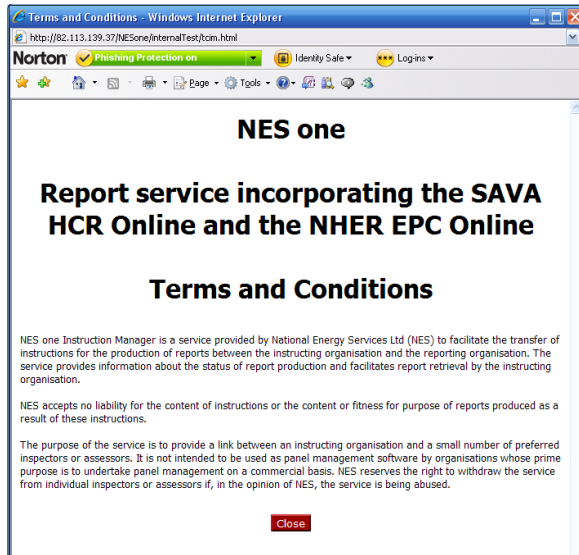 Terms and Conditions - Windows Internet Explorer
http://82.113.139.37/NESone/internalTest/tcim.html
Norton Phishing Protection on Identity Safe Log-ins
Page Tools
NES one
Report service incorporating the SAVA
HCR Online and the NHER EPC Online
Terms and Conditions
NES one Instruction Manager is a service provided by National Energy Services Ltd (NES) to facilitate the transfer of
instructions for the production of reports between the instructing organisation and the reporting organisation. The
service provides information about the status of report production and facilitates report retrieval by the instructing
organisation.
NES accepts no liability for the content of instructions or the content or fitness for purpose of reports produced as a
result of these instructions.
The purpose of the service is to provide a link between an instructing organisation and a small number of preferred
inspectors or assessors. It is not intended to be used as panel management software by organisations whose prime
purpose is to undertake panel management on a commercial basis. NES reserves the right to withdraw the service
from individual inspectors or assessors if, in the opinion of NES, the service is being abused.
Close